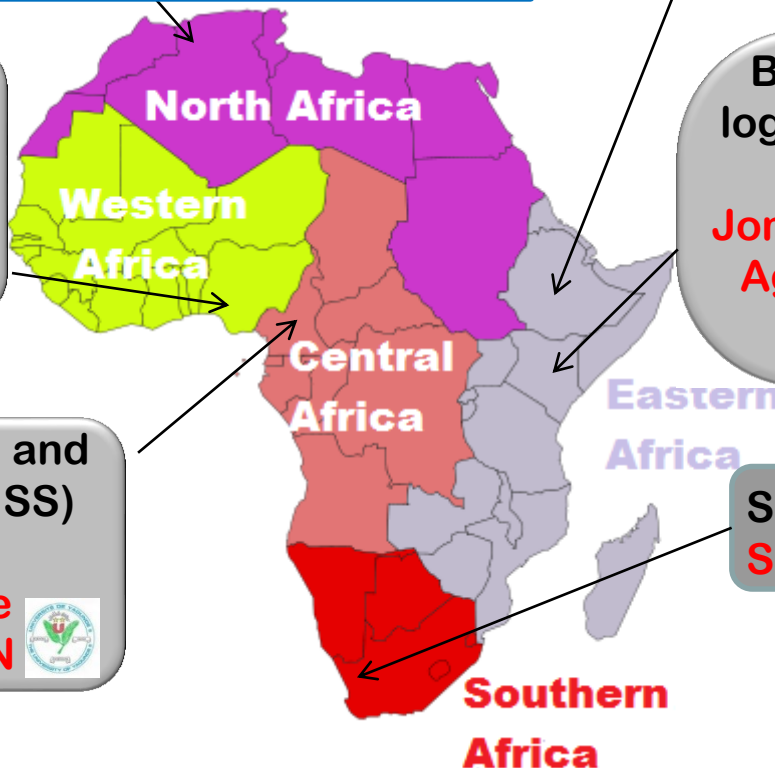 North Africa
Western
Africa
Central
Africa
Eastern
Africa
Southern
Africa
B
log
Jor
Ag
and
SS)
e
N
S
S